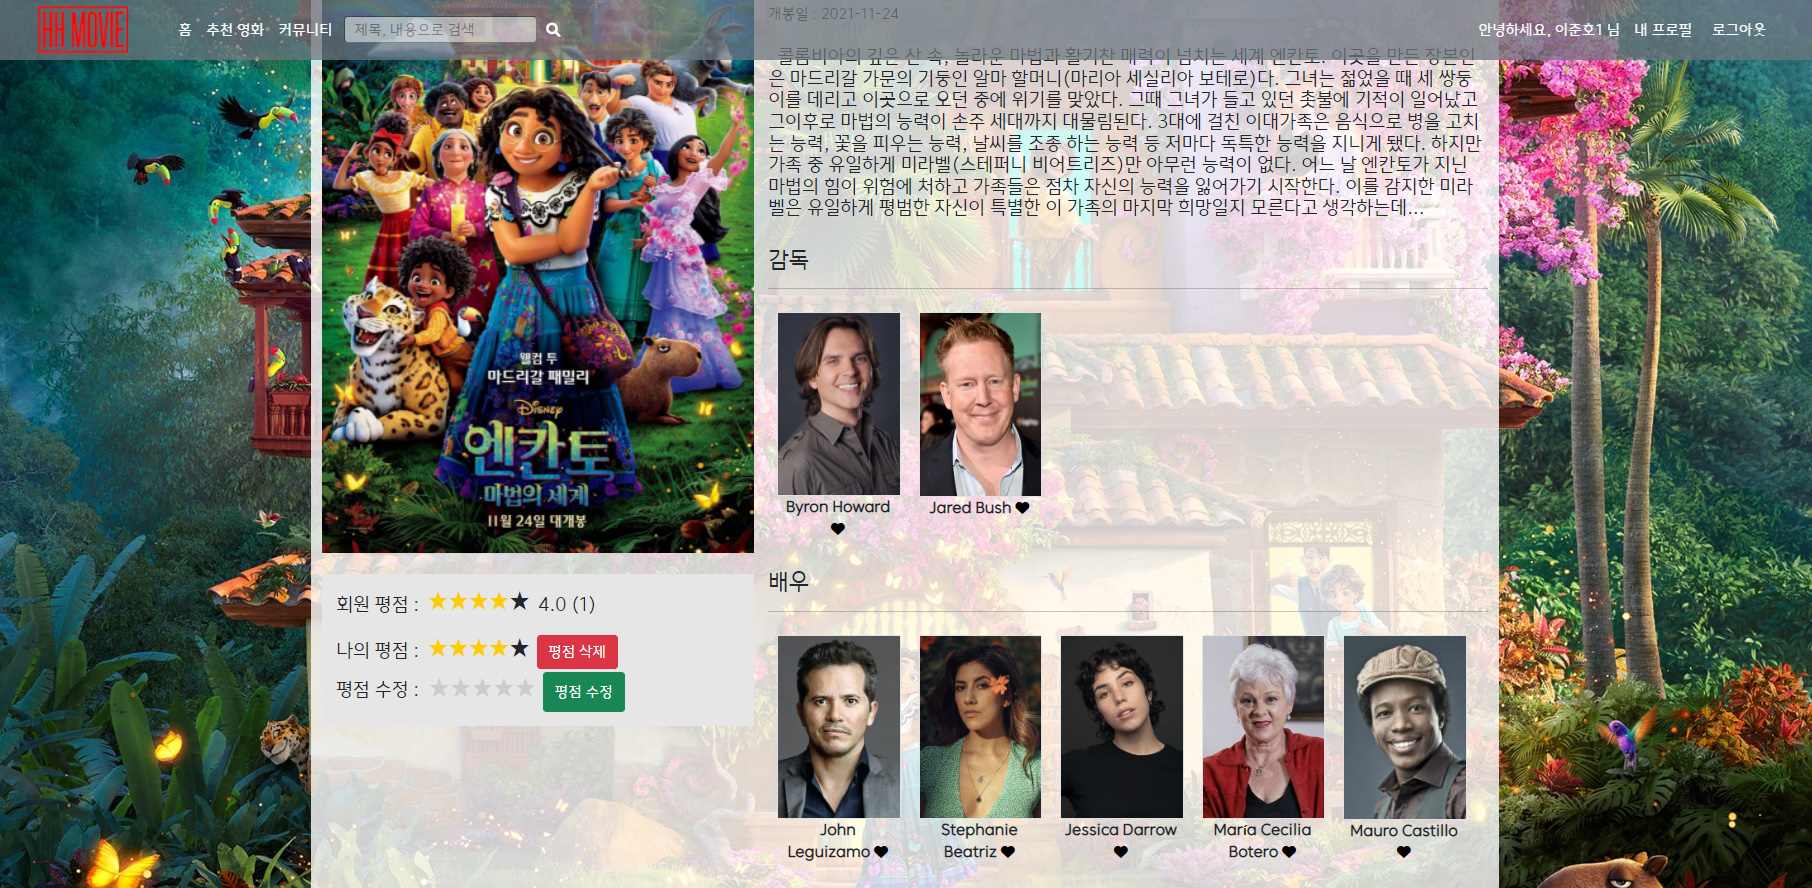 HH MOVIE
홈 추천 영화 커뮤니티 제목, 내용으로 검색
안녕하세요, 이준호1 님 내 프로필 로그아웃
웰컴 투
마드리갈 패밀리
Disney
엔칸토
마법의 세계
11월 24일 대개봉
회원 평점 : ★★★★★ 4.0 (1)
나의 평점 : ★★★★★ 평점 삭제
평점 수정 : ★★★★★ 평점 수정
개봉일 : 2021-11-24
콜롬비아의 깊은 산 속, 놀라운 마법과 활기찬 매력이 넘치는 세계 엔칸토. 이곳을 만든 장본인
은 마드리갈 가문의 기둥인 알마 할머니(마리아 세실리아 보테로)다. 그녀는 젊었을 때 세 쌍둥
이를 데리고 이곳으로 오던 중에 위기를 맞았다. 그때 그녀가 들고 있던 촛불에 기적이 일어났고
그이후로 마법의 능력이 손주 세대까지 대물림된다. 3대에 걸친 이대가족은 음식으로 병을 고치
는 능력, 꽃을 피우는 능력, 날씨를 조종 하는 능력 등 저마다 독특한 능력을 지니게 됐다. 하지만
가족 중 유일하게 미라벨(스테퍼니 비어트리즈)만 아무런 능력이 없다. 어느 날 엔칸토가 지닌
마법의 힘이 위험에 처하고 가족들은 점차 자신의 능력을 잃어가기 시작한다. 이를 감지한 미라
벨은 유일하게 평범한 자신이 특별한 이 가족의 마지막 희망일지 모른다고 생각하는데...
감독
Byron Howard
Jared Bush
배우
John
Leguizamo
Stephanie
Beatriz
Jessica Darrow
María Cecilia
Botero
Mauro Castillo